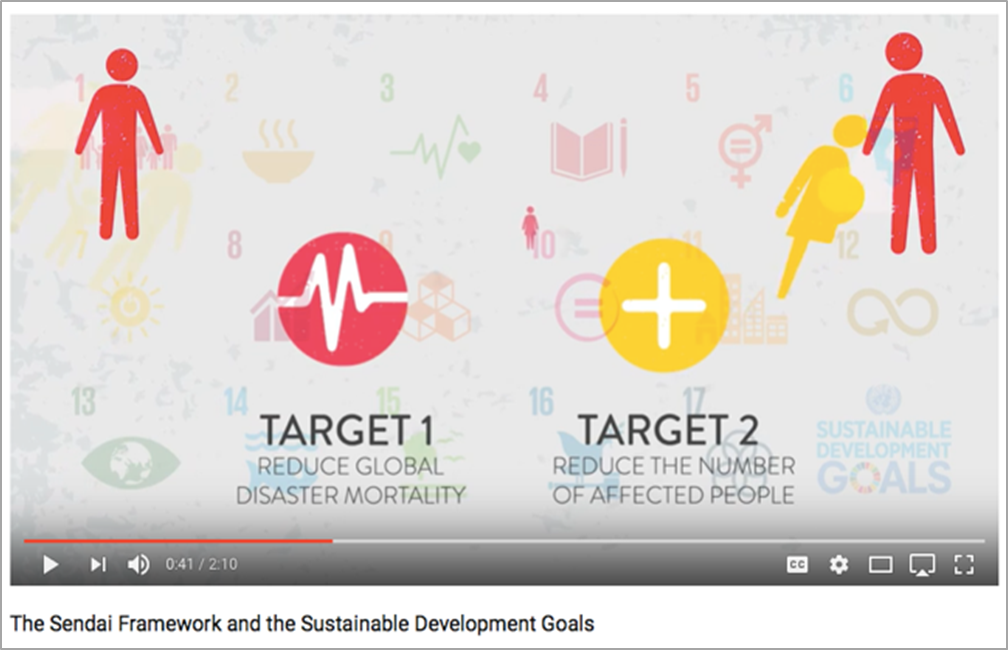 1
2
3
4
5
6
8
9
10
11
12
13
14
15
16
17
TARGET 1
REDUCE GLOBAL
DISASTER MORTALITY
TARGET 2
REDUCE THE NUMBER
OF AFFECTED PEOPLE
SUSTAINABLE
DEVELOPMENT
GOALS
0:41 / 2:10
CC
The Sendai Framework and the Sustainable Development Goals